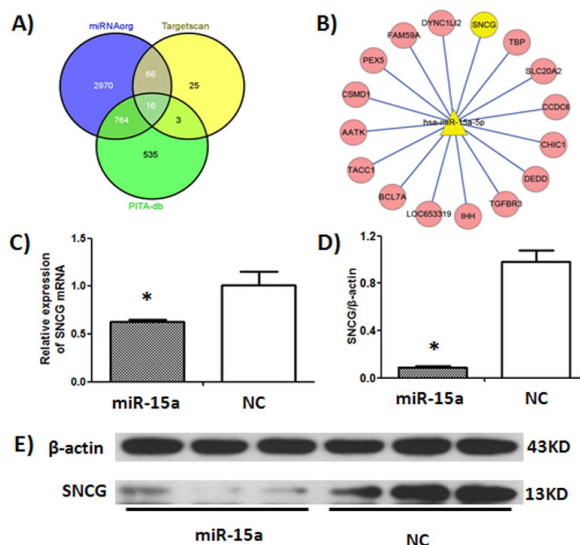 A)
miRNAorg
Targetscan
2970
66
25
16
764
3
535
PITA-db
B)
DYNC1LI2
SNCG
FAM59A
TBP
PEX5
SLC20A2
CSMD1
CCDC6
hsa-miR-15a-5p
AATK
CHIC1
TACC1
DEDD
BCL7A
TGFBR3
LOC653319
IHH
C)
Relative expression
of SNCG mRNA
1.5
1.0
0.5
0.0
*
miR-15a
NC
D)
SNCG/β-actin
1.2
0.8
0.4
0.0
*
miR-15a
NC
E)
β-actin
43KD
SNCG
13KD
miR-15a
NC